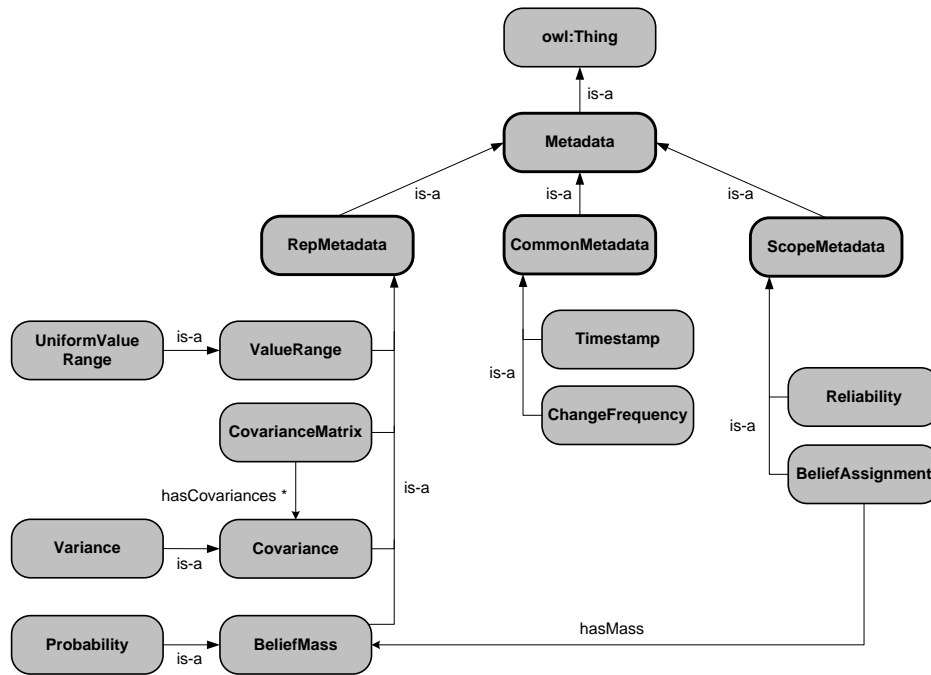 owl:Thing
is-a
Metadata
is-a
is-a
is-a
RepMetadata
CommonMetadata
ScopeMetadata
UniformValue
Range
is-a
ValueRange
Timestamp
is-a
ChangeFrequency
Reliability
is-a
BeliefAssignment
CovarianceMatrix
is-a
hasCovariances *
Variance
is-a
Covariance
Probability
is-a
BeliefMass
hasMass